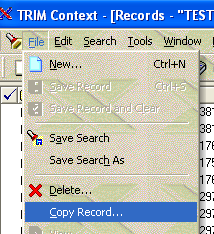 TRIM Context - [Records - "TEST
File Edit Search Tools Window
New... Ctrl+N
Save Record Ctrl+S
Save Record and Clear
Save Search
Save Search As
Delete...
Copy Record...
View